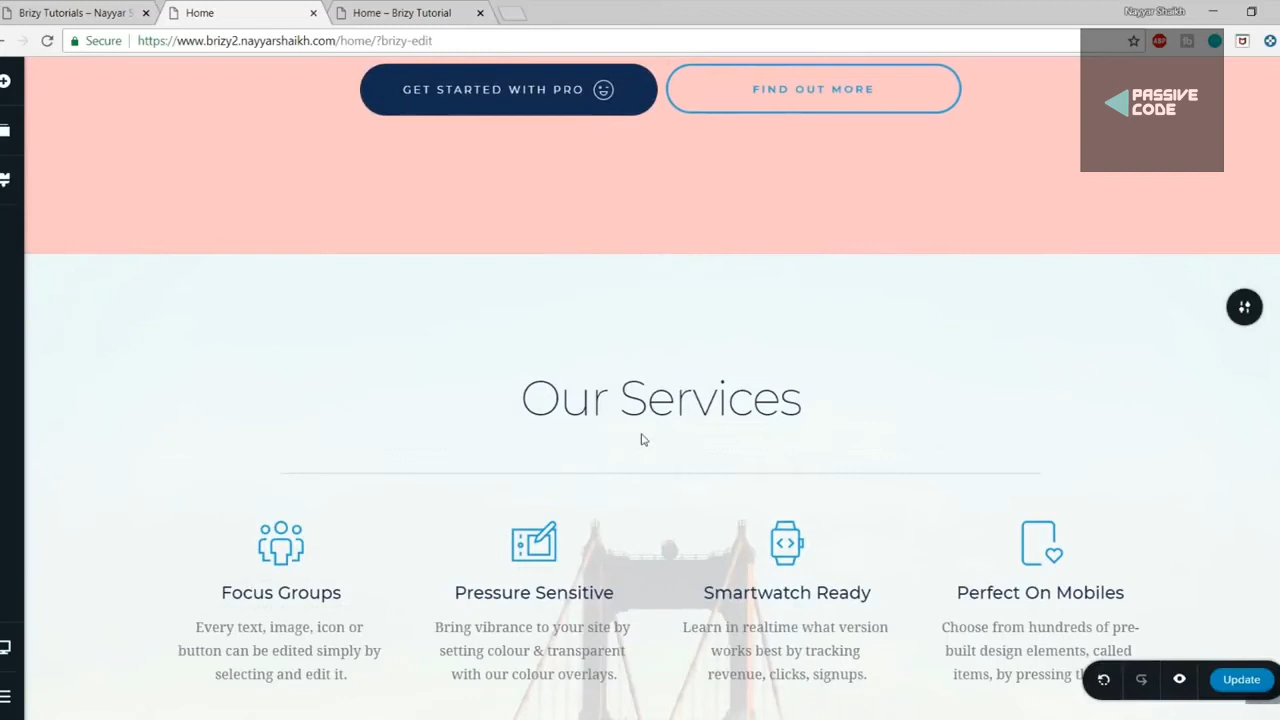 Brizy Tutorials – Nayyar S
Home
Home – Brizy Tutorial
Nayyar Shaikh
Secure
https://www.brizy2.nayyarshaikh.com/home/?brizy-edit
ABP
GET STARTED WITH PRO
FIND OUT MORE
PASSIVE
CODE
Our Services
Focus Groups
Pressure Sensitive
Smartwatch Ready
Perfect On Mobiles
Every text, image, icon or
button can be edited simply by
selecting and edit it.
Bring vibrance to your site by
setting colour & transparent
with our colour overlays.
Learn in realtime what version
works best by tracking
revenue, clicks, signups.
Choose from hundreds of pre-
built design elements, called
items, by pressing
Update